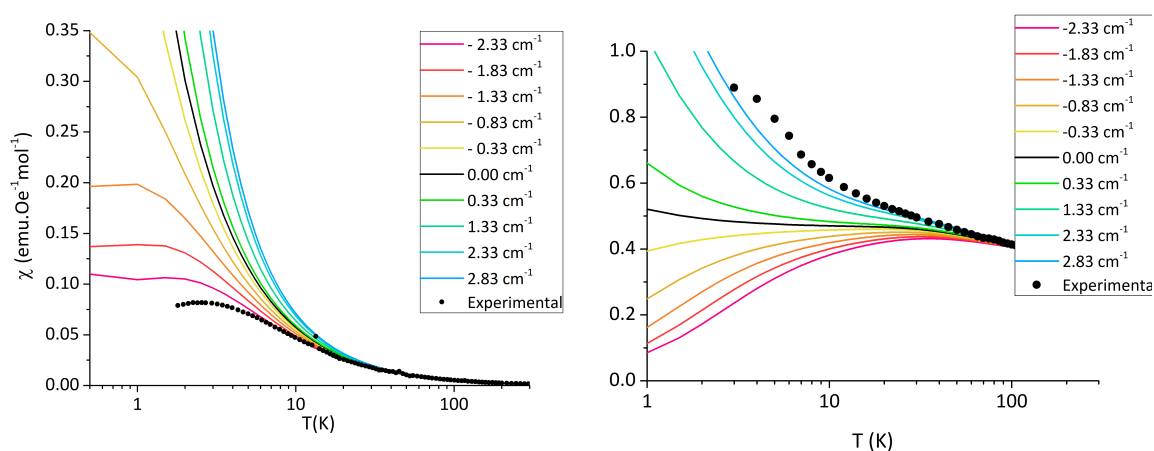 0.35
0.30
0.25
0.20
0.15
0.10
0.05
0.00
χ (emu.Oe⁻¹mol⁻¹)
1
10
100
T(K)
- 2.33 cm⁻¹
- 1.83 cm⁻¹
- 1.33 cm⁻¹
- 0.83 cm⁻¹
- 0.33 cm⁻¹
0.00 cm⁻¹
0.33 cm⁻¹
1.33 cm⁻¹
2.33 cm⁻¹
2.83 cm⁻¹
Experimental
1.0
0.8
0.6
0.4
0.2
0.0
1
10
100
T (K)
-2.33 cm⁻¹
-1.83 cm⁻¹
-1.33 cm⁻¹
-0.83 cm⁻¹
-0.33 cm⁻¹
0.00 cm⁻¹
0.33 cm⁻¹
1.33 cm⁻¹
2.33 cm⁻¹
2.83 cm⁻¹
Experimental